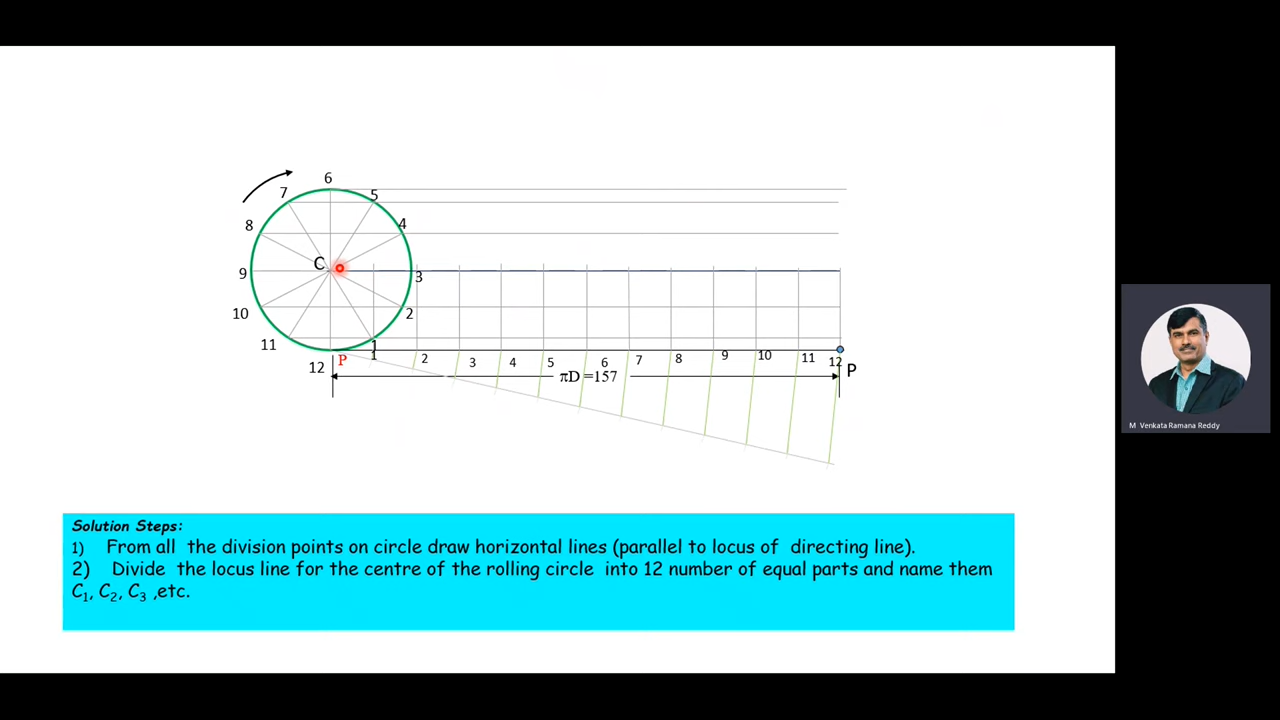 6
7
5
8
4
C
9
3
10
2
11
1
12
P
1
2
3
4
5
6
7
8
9
10
11
12
P
πD =157
M Venkata Ramana Reddy
Solution Steps:
1) From all the division points on circle draw horizontal lines (parallel to locus of directing line).
2) Divide the locus line for the centre of the rolling circle into 12 number of equal parts and name them
C₁, C₂, C₃ ,etc.